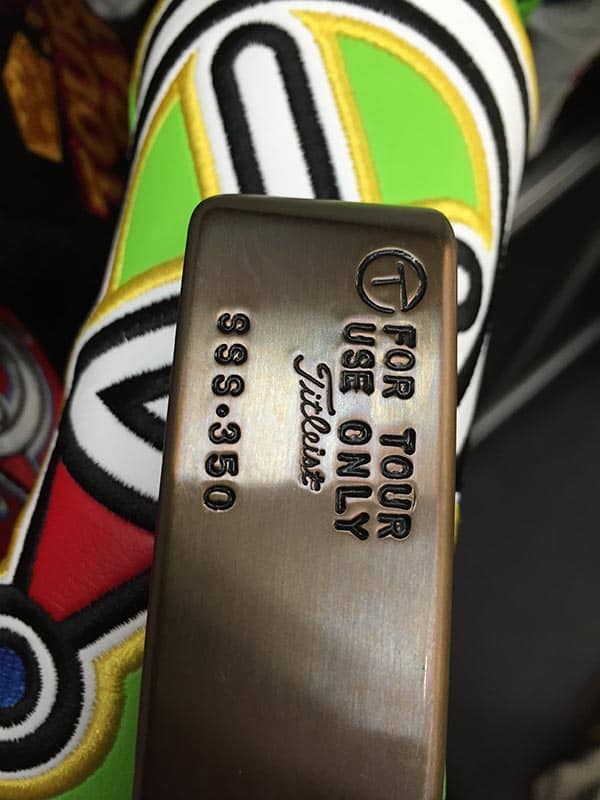 T
FOR TOUR
USE ONLY
Titleist
SSS•350